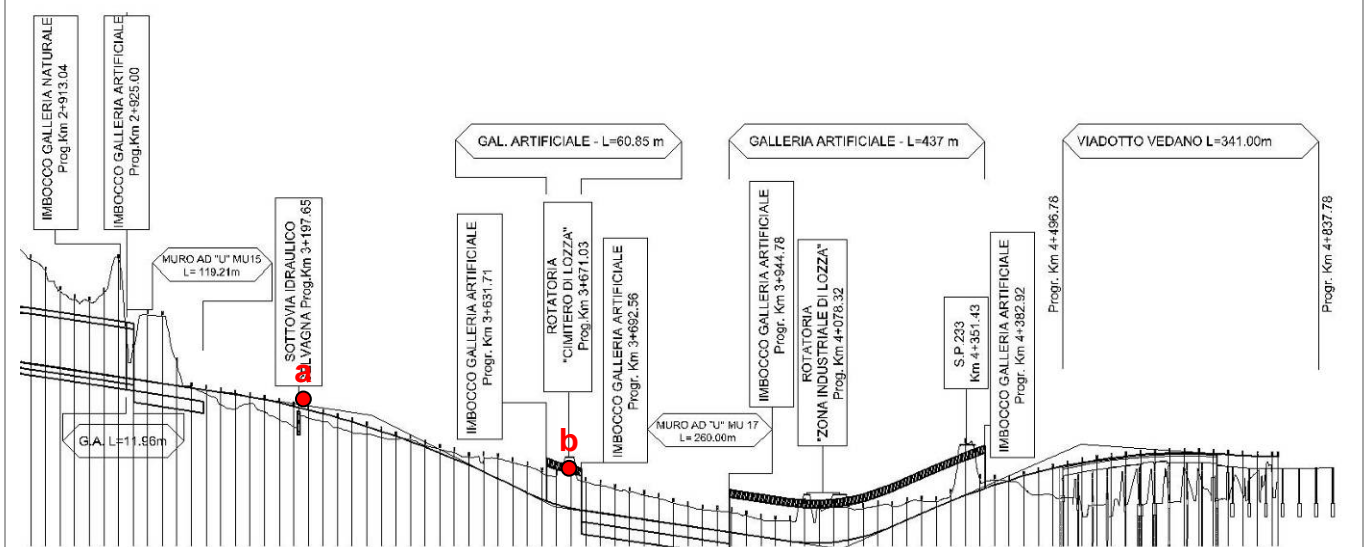 IMBOCCO GALLERIA NATURALE
Prog.Km 2+913.04
IMBOCCO GALLERIA ARTIFICIALE
Prog.Km 2+925.00
MURO AD "U" MU15
L= 119.21m
G.A. L=11.96m
SOTTOVIA IDRAULICO
SALVAGNA Prog.Km 3+197.65
a
IMBOCCO GALLERIA ARTIFICIALE
Progr. Km 3+631.71
GAL. ARTIFICIALE - L=60.85 m
ROTATORIA
"CIMITERO DI LOZZA"
Prog.Km 3+671.03
b
IMBOCCO GALLERIA ARTIFICIALE
Progr. Km 3+692.56
MURO AD "U" MU 17
L= 260.00m
GALLERIA ARTIFICIALE - L=437 m
IMBOCCO GALLERIA ARTIFICIALE
Progr. Km 3+944.78
ROTATORIA
"ZONA INDUSTRIALE DI LOZZA"
Prog. Km 4+078.32
S.P.233
Km 4+351.43
IMBOCCO GALLERIA ARTIFICIALE
Progr. Km 4+382.92
VIADOTTO VEDANO L=341.00m
Progr. Km 4+496.78
Progr. Km 4+837.78